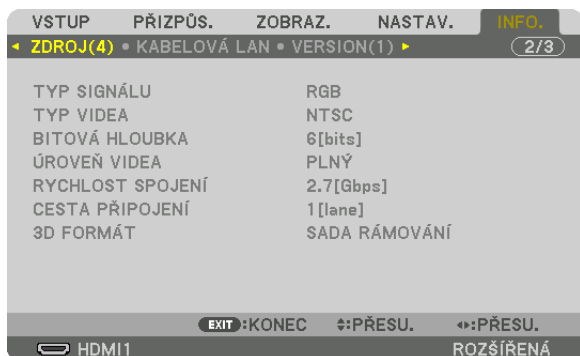 VSTUP PŘIZPŮS. ZOBRAZ. NASTAV. INFO.
ZDROJ(4) • KABELOVÁ LAN • VERSION(1) 2/3
TYP SIGNÁLU RGB
TYP VIDEA NTSC
BITOVÁ HLOUBKA 6[bits]
ÚROVEŇ VIDEA PLNÝ
RYCHLOST SPOJENÍ 2.7[Gbps]
CESTA PŘIPOJENÍ 1[lane]
3D FORMÁT SADA RÁMOVÁNÍ
EXIT :KONEC :PŘESU. :PŘESU.
HDMI1 ROZŠÍŘENÁ